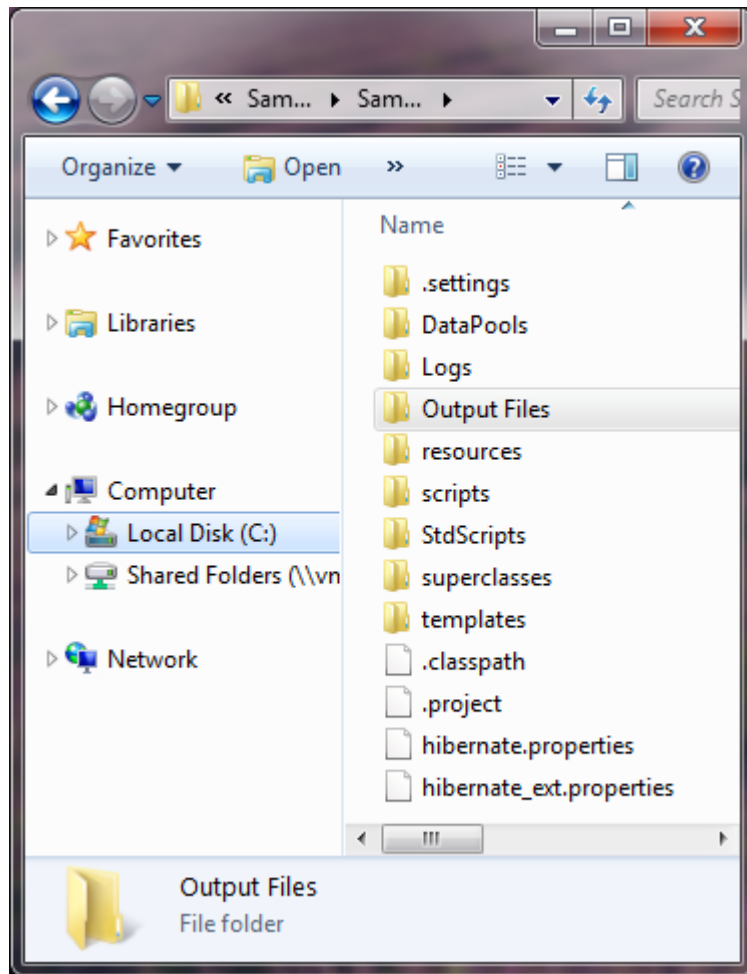 « Sam... Sam... Search S
Organize Open »
Favorites
Libraries
Homegroup
Computer
Local Disk (C:)
Shared Folders (\\vn
Network
Name
.settings
DataPools
Logs
Output Files
resources
scripts
StdScripts
superclasses
templates
.classpath
.project
hibernate.properties
hibernate_ext.properties
Output Files
File folder